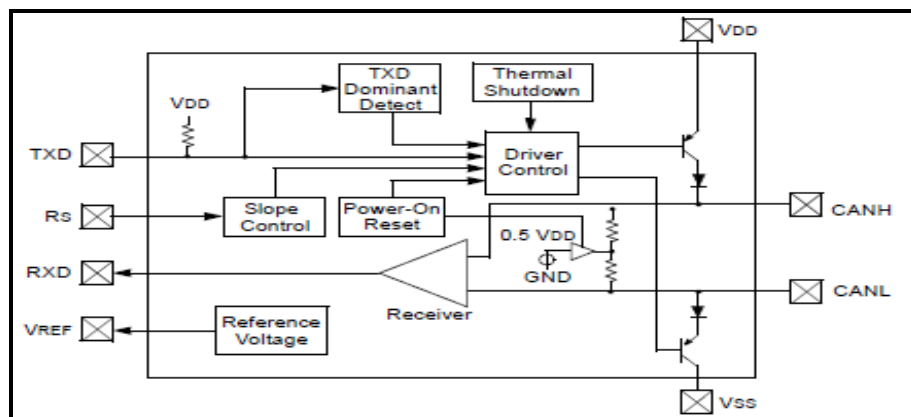 VDD
TXD
Dominant
Detect
Thermal
Shutdown
VDD
TXD
Driver
Control
RS
Slope
Control
Power-On
Reset
0.5 VDD
CANH
GND
RXD
Receiver
CANL
VREF
Reference
Voltage
VSS